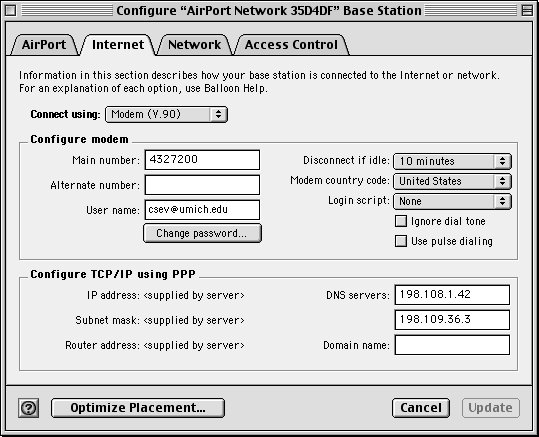 Configure “AirPort Network 35D4DF” Base Station
AirPort Internet Network Access Control
Information in this section describes how your base station is connected to the Internet or network.
For an explanation of each option, use Balloon Help.
Connect using: Modem (V.90)
Configure modem
Main number: 4327200 Disconnect if idle: 10 minutes
Alternate number: Modem country code: United States
User name: csev@umich.edu Login script: None
Change password... Ignore dial tone
Use pulse dialing
Configure TCP/IP using PPP
IP address: <supplied by server> DNS servers: 198.108.1.42
Subnet mask: <supplied by server> 198.109.36.3
Router address: <supplied by server> Domain name:
? Optimize Placement... Cancel Update